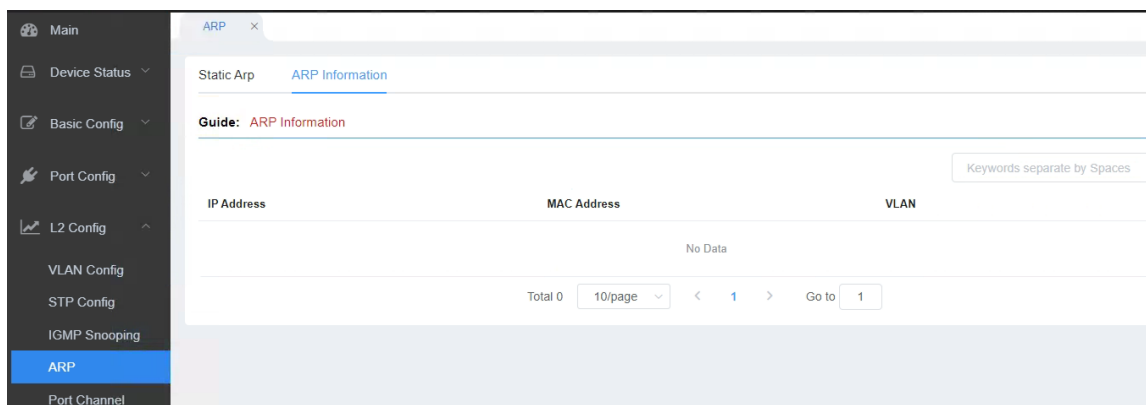 Main
Device Status
Basic Config
Port Config
L2 Config
VLAN Config
STP Config
IGMP Snooping
ARP
Port Channel
ARP ×
Static Arp ARP Information
Guide: ARP Information
Keywords separate by Spaces
IP Address MAC Address VLAN
No Data
Total 0 10/page < 1 > Go to 1